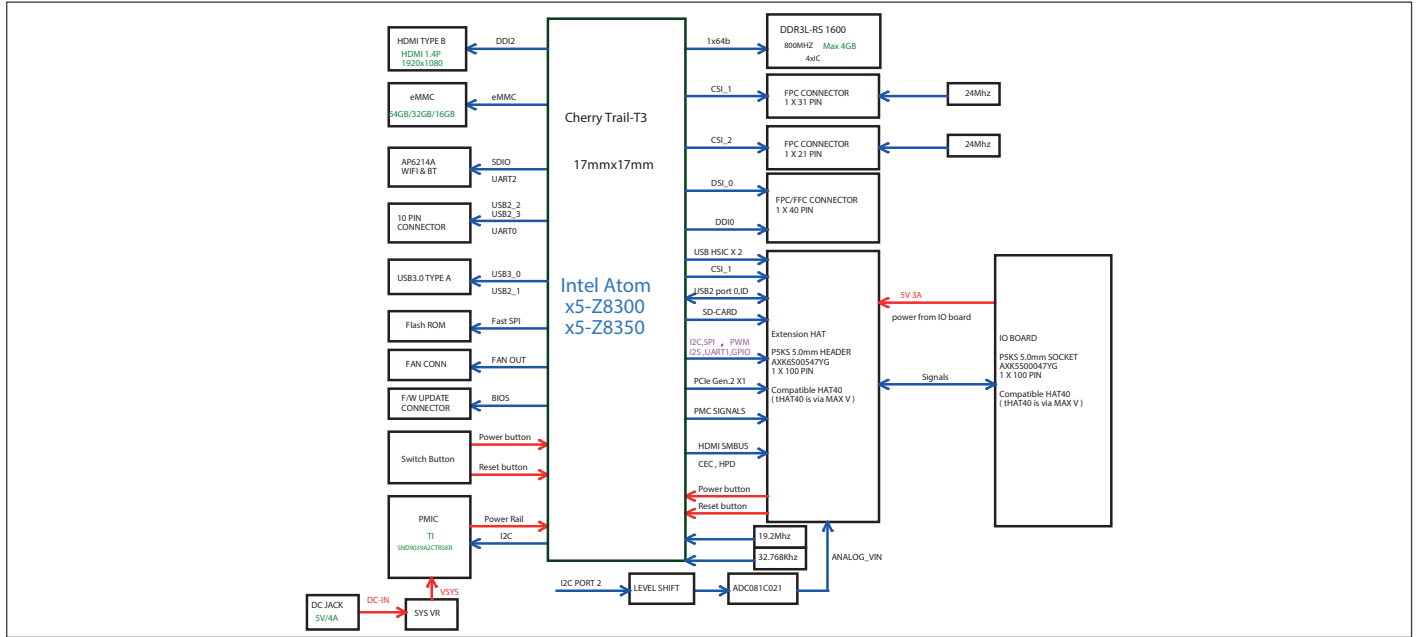 HDMI TYPE B
HDMI 1.4P
1920x1080
DDI2
eMMC
64GB/32GB/16GB
eMMC
AP6214A
WIFI & BT
SDIO
UART2
10 PIN
CONNECTOR
USB2_2
USB2_3
UART0
USB3.0 TYPE A
USB3_0
USB2_1
Flash ROM
Fast SPI
FAN CONN
FAN OUT
F/W UPDATE
CONNECTOR
BIOS
Switch Button
Power button
Reset button
PMIC
TI
SND9039A2CTRSKR
Power Rail
I2C
DC JACK
5V/4A
DC-IN
SYS VR
VSYS
Cherry Trail-T3
17mmx17mm
Intel Atom
x5-Z8300
x5-Z8350
1x64b
DDR3L-RS 1600
800MHZ Max 4GB
4xIC
CSI_1
FPC CONNECTOR
1 X 31 PIN
24Mhz
CSI_2
FPC CONNECTOR
1 X 21 PIN
24Mhz
DSI_0
DDI0
FPC/FFC CONNECTOR
1 X 40 PIN
USB HSIC X 2
CSI_1
USB2 port 0,ID
SD-CARD
I2C,SPI , PWM
I2S ,UART1,GPIO
PCIe Gen.2 X1
PMC SIGNALS
HDMI SMBUS
CEC , HPD
Power button
Reset button
Extension HAT
P5KS 5.0mm HEADER
AXK6S00547YG
1 X 100 PIN
Compatible HAT40
( tHAT40 is via MAX V )
5V 3A
power from IO board
Signals
IO BOARD
P5KS 5.0mm SOCKET
AXK5S00047YG
1 X 100 PIN
Compatible HAT40
( tHAT40 is via MAX V )
19.2Mhz
32.768Khz
ANALOG_VIN
I2C PORT 2
LEVEL SHIFT
ADC081C021